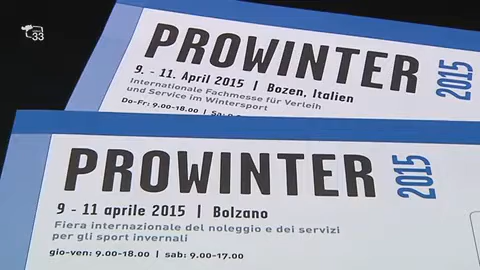 33
PROWINTER 2015
9. - 11. April 2015 | Bozen, Italien
Internationale Fachmesse für Verleih
und Service im Wintersport
Do-Fr: 9.00-18.00 | Sa:
PROWINTER 2015
9 - 11 aprile 2015 | Bolzano
Fiera internazionale del noleggio e dei servizi
per gli sport invernali
gio-ven: 9.00-18.00 | sab: 9.00-17.00